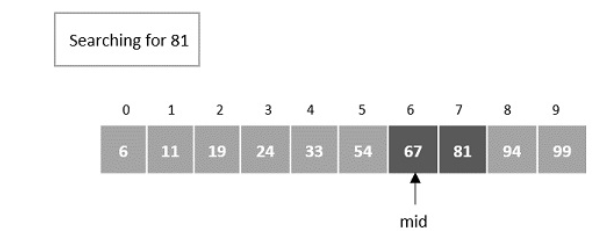 Searching for 81
0 1 2 3 4 5 6 7 8 9
6 11 19 24 33 54 67 81 94 99
mid